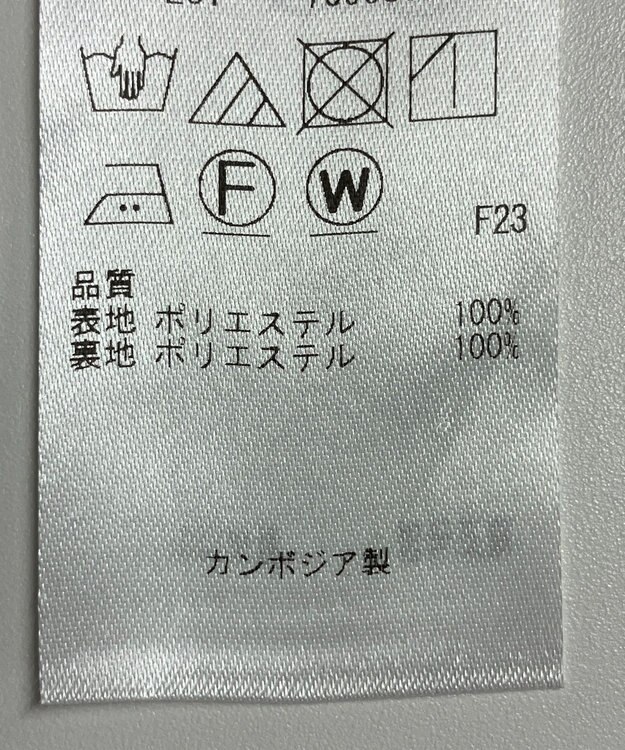 F
W
F23
品質
表地 ポリエステル 100%
裏地 ポリエステル 100%
カンボジア製